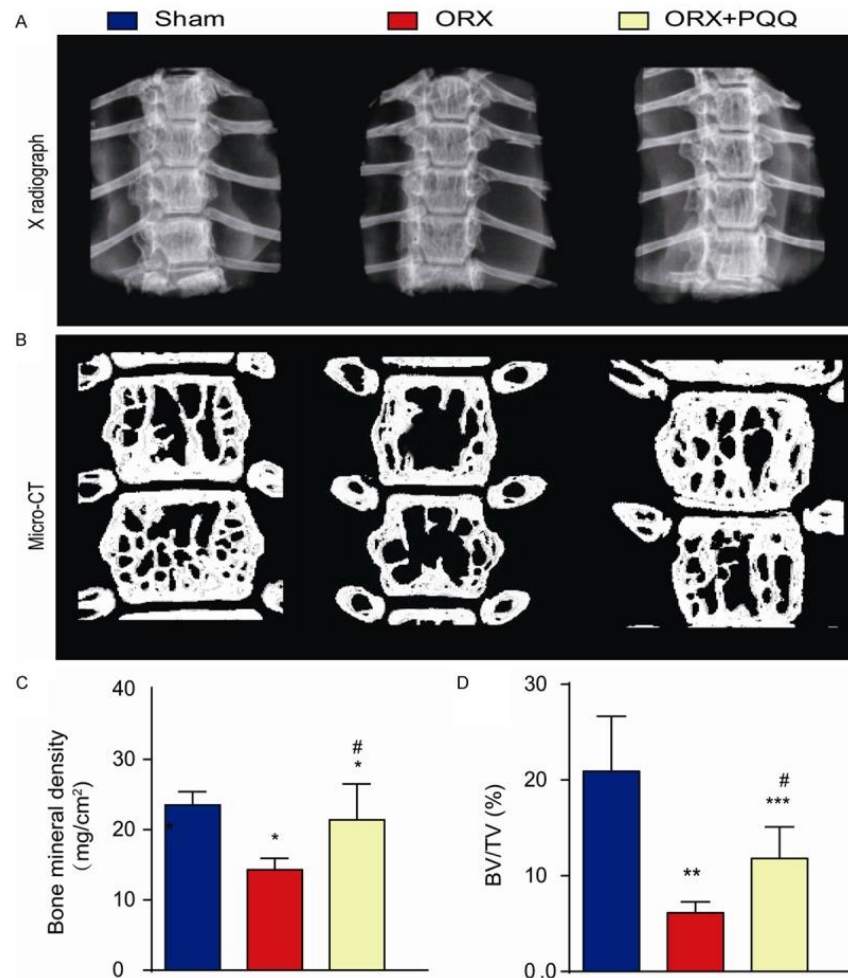 A
Sham ORX ORX+PQQ
X radiograph
B
Micro-CT
C
Bone mineral density
(mg/cm²)
40
30
20
10
0
*
*
#
*
D
BV/TV (%)
30
20
10
0.0
**
#
***